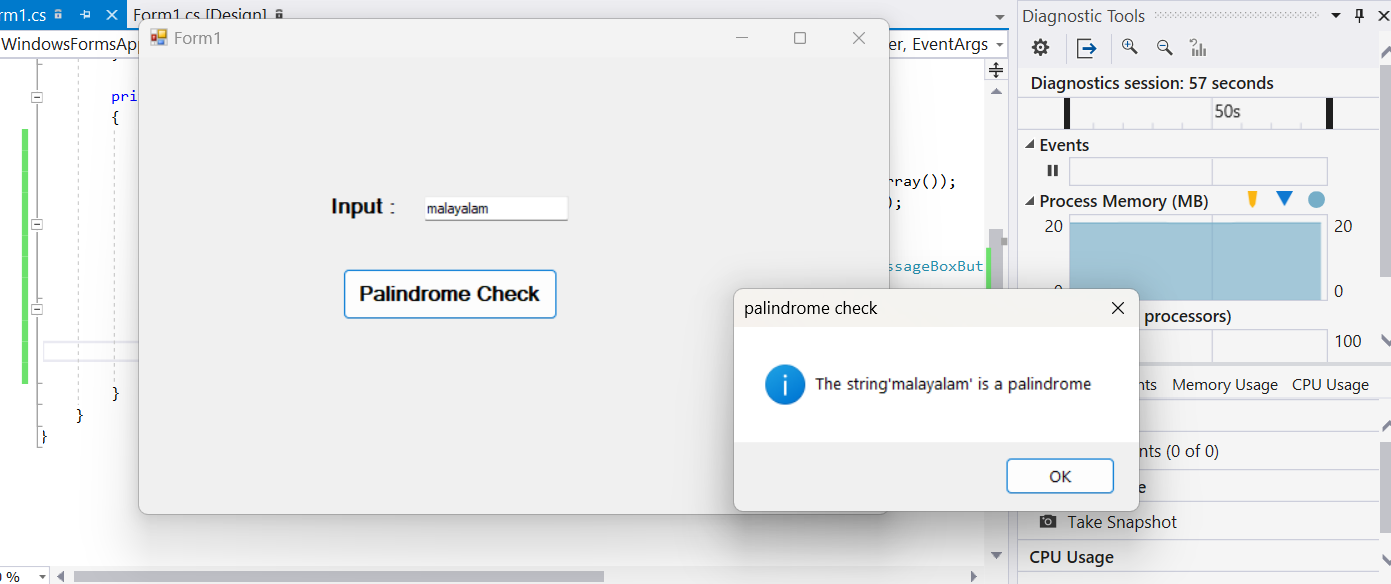 rm1.cs
Form1.cs [Design]
WindowsFormsAp
er, EventArgs
pri
{
rray());
);
ssageBoxBut
}
}
}
%
Form1
Input :
malayalam
Palindrome Check
palindrome check
The string'malayalam' is a palindrome
OK
Diagnostic Tools
Diagnostics session: 57 seconds
50s
Events
Process Memory (MB)
20
20
0
0
processors)
100
nts
Memory Usage
CPU Usage
nts (0 of 0)
e
Take Snapshot
CPU Usage